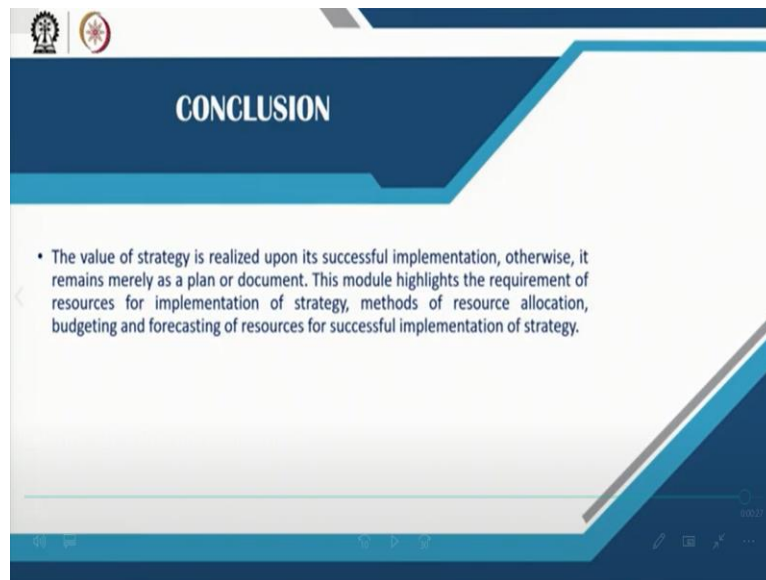 CONCLUSION
• The value of strategy is realized upon its successful implementation, otherwise, it
remains merely as a plan or document. This module highlights the requirement of
resources for implementation of strategy, methods of resource allocation,
budgeting and forecasting of resources for successful implementation of strategy.